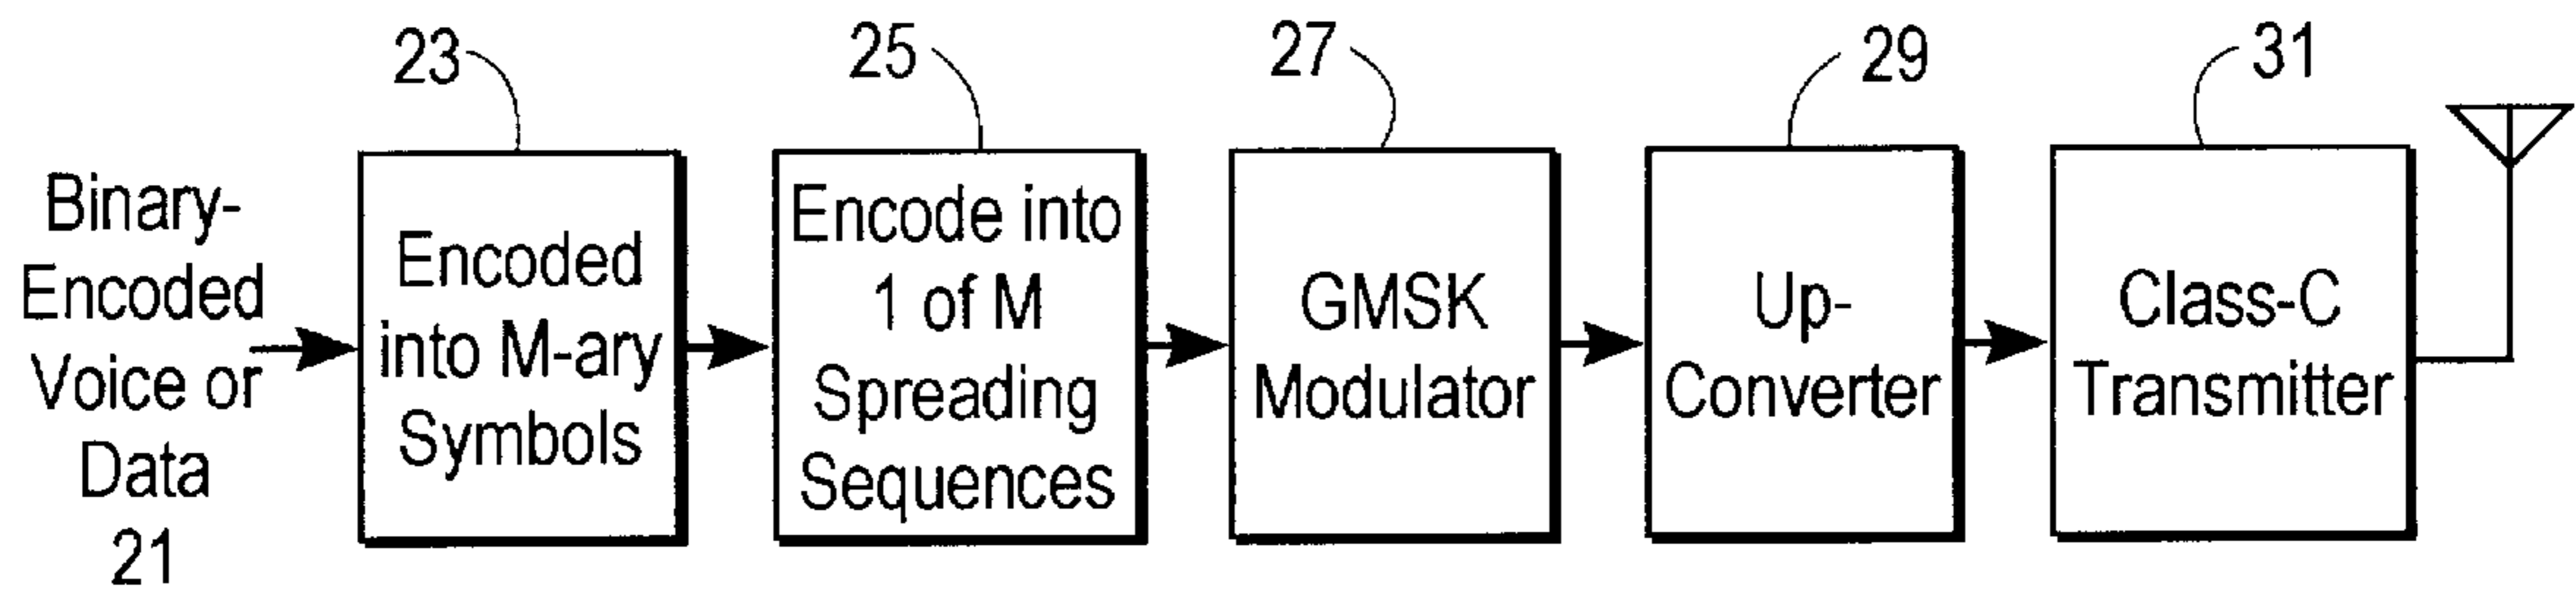 23
25
27
29
31
Binary-
Encoded
Voice or
Data
21
Encoded
into M-ary
Symbols
Encode into
1 of M
Spreading
Sequences
GMSK
Modulator
Up-
Converter
Class-C
Transmitter